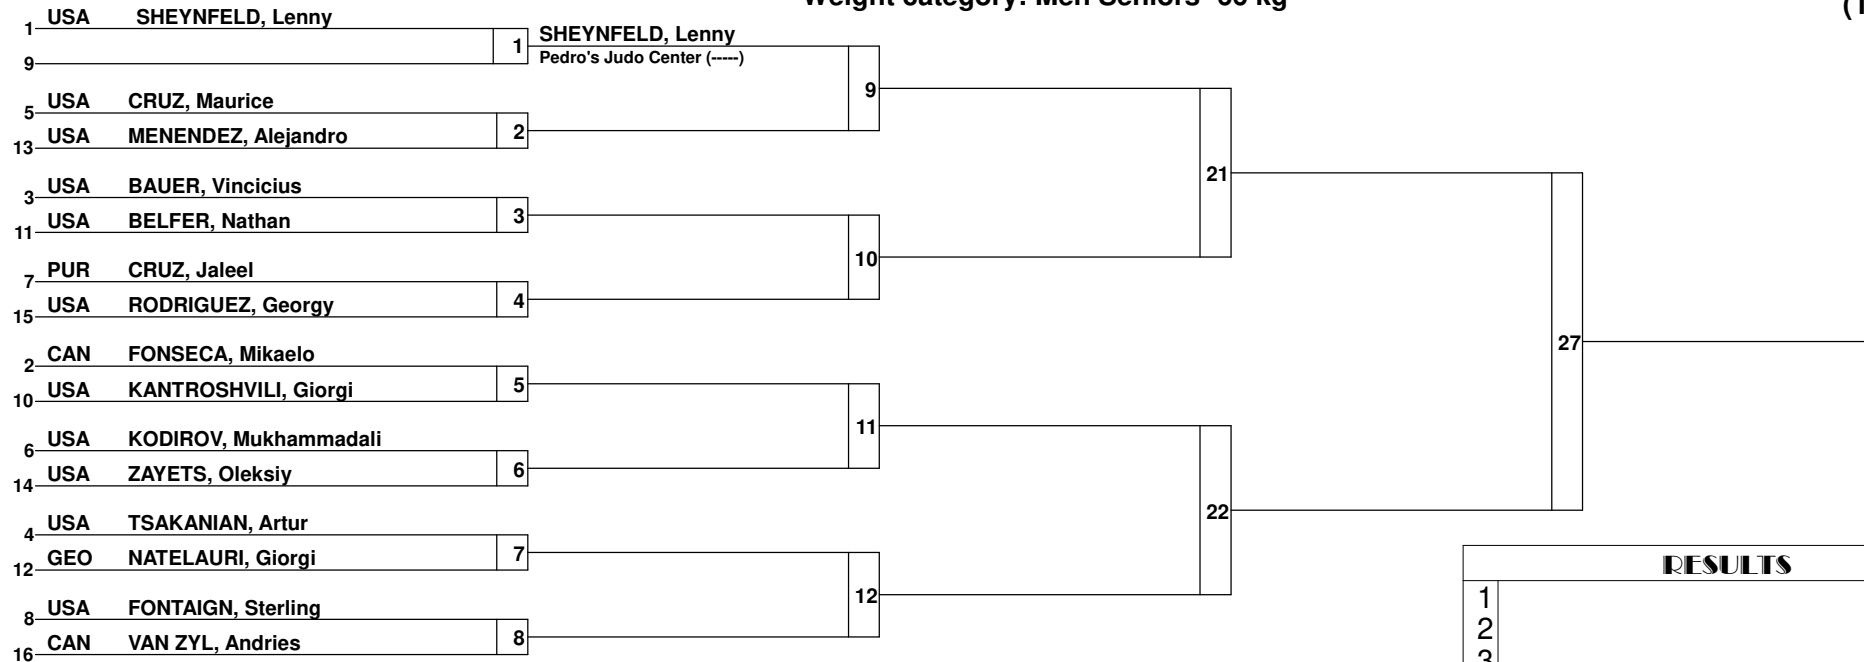 Weight category: Men Seniors -66 kg
(1
1 USA SHEYNFELD, Lenny
9
1
SHEYNFELD, Lenny
Pedro's Judo Center (-----)
5 USA CRUZ, Maurice
13 USA MENENDEZ, Alejandro
2
9
3 USA BAUER, Vincicius
11 USA BELFER, Nathan
3
21
7 PUR CRUZ, Jaleel
15 USA RODRIGUEZ, Georgy
4
10
2 CAN FONSECA, Mikaelo
10 USA KANTROSHVILI, Giorgi
5
27
6 USA KODIROV, Mukhammadali
14 USA ZAYETS, Oleksiy
6
11
4 USA TSAKANIAN, Artur
12 GEO NATELAURI, Giorgi
7
22
8 USA FONTAIGN, Sterling
16 CAN VAN ZYL, Andries
8
12
RESULTS
1
2
3